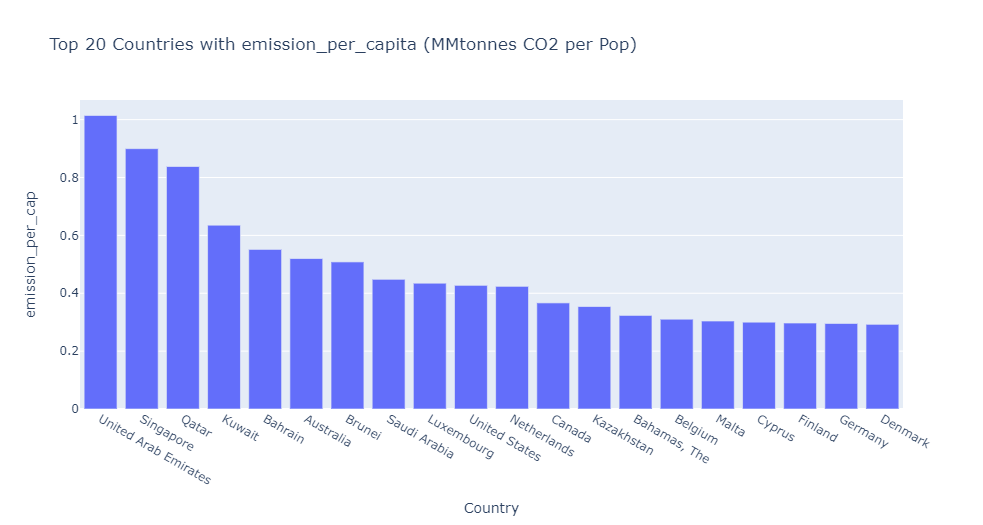 Top 20 Countries with emission_per_capita (MMtonnes CO2 per Pop)
emission_per_cap
1
0.8
0.6
0.4
0.2
0
United Arab Emirates
Singapore
Qatar
Kuwait
Bahrain
Australia
Brunei
Saudi Arabia
Luxembourg
United States
Netherlands
Canada
Kazakhstan
Bahamas, The
Belgium
Malta
Cyprus
Finland
Germany
Denmark
Country